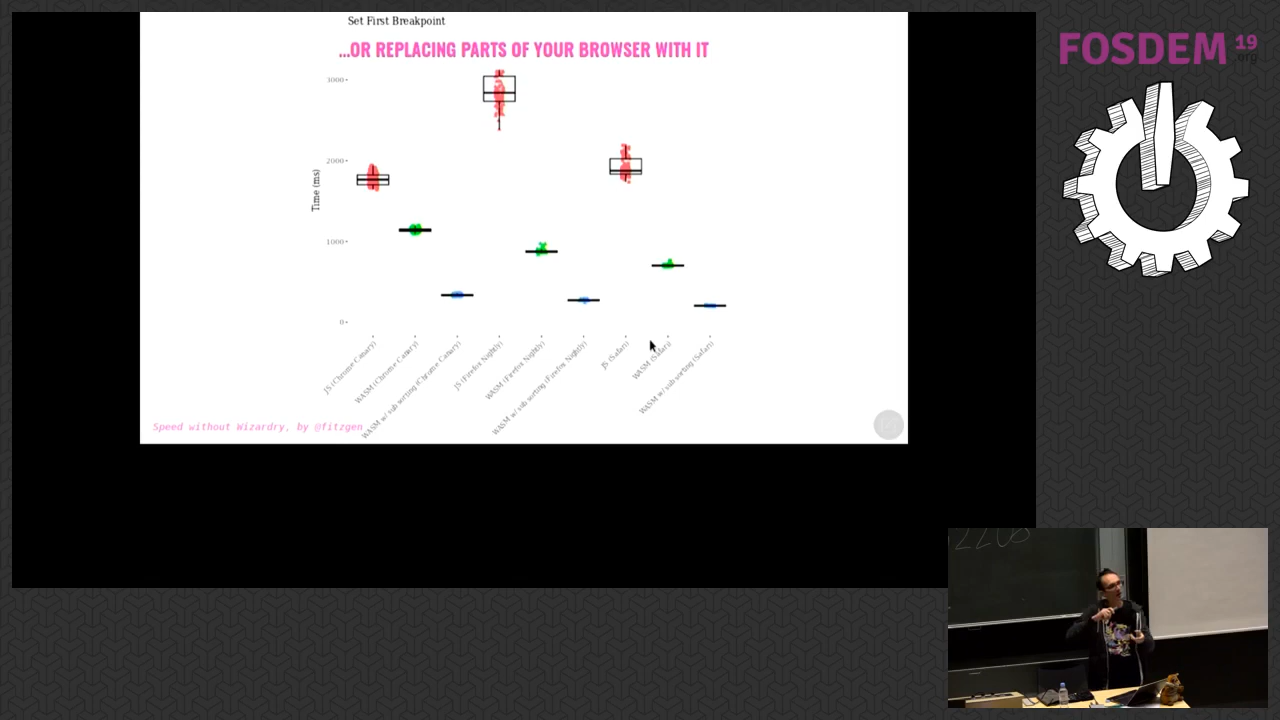 Set First Breakpoint
...OR REPLACING PARTS OF YOUR BROWSER WITH IT
3000
2000
1000
0
Time (ms)
JS (Chrome Canary)
WASM (Chrome Canary)
WASM w/ sub sorting (Chrome Canary)
JS (Firefox Nightly)
WASM (Firefox Nightly)
WASM w/ sub sorting (Firefox Nightly)
JS (Safari)
WASM (Safari)
WASM w/ sub sorting (Safari)
Speed without Wizardry, by @fitzgen
FOSDEM 19
.org